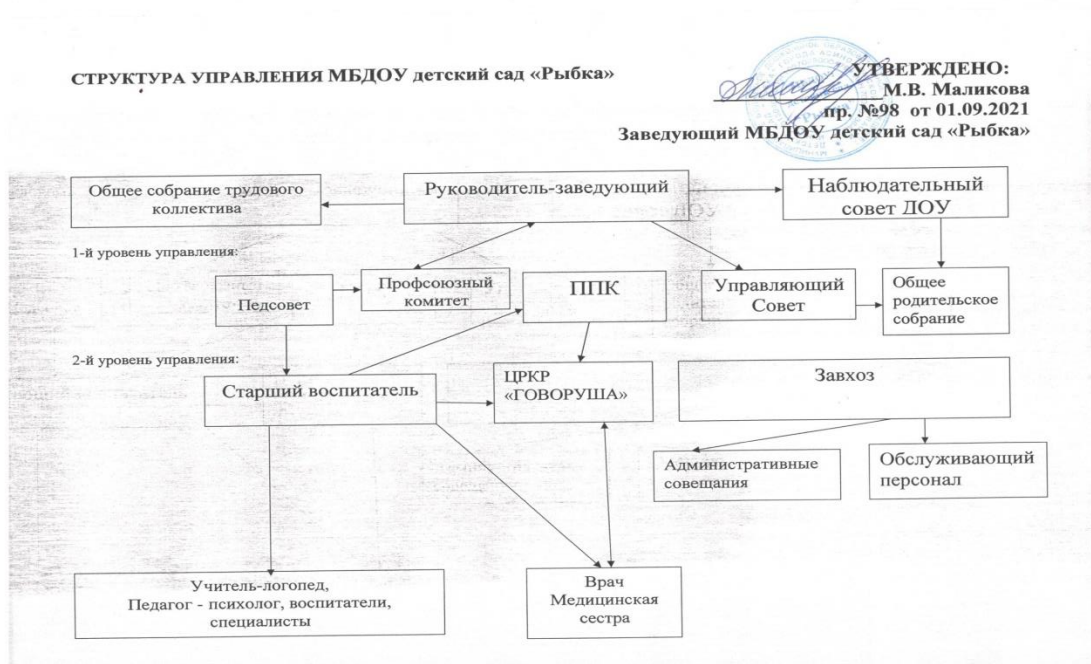 СТРУКТУРА УПРАВЛЕНИЯ МБДОУ детский сад «Рыбка»
УТВЕРЖДЕНО:
М.В. Маликова
пр. №98 от 01.09.2021
Заведующий МБДОУ детский сад «Рыбка»
Общее собрание трудового
коллектива
Руководитель-заведующий
Наблюдательный
совет ДОУ
1-й уровень управления:
Педсовет
Профсоюзный
комитет
ППК
Управляющий
Совет
Общее
родительское
собрание
2-й уровень управления:
Старший воспитатель
ЦРКР
«ГОВОРУША»
Завхоз
Административные
совещания
Обслуживающий
персонал
Учитель-логопед,
Педагог - психолог, воспитатели,
специалисты
Врач
Медицинская
сестра